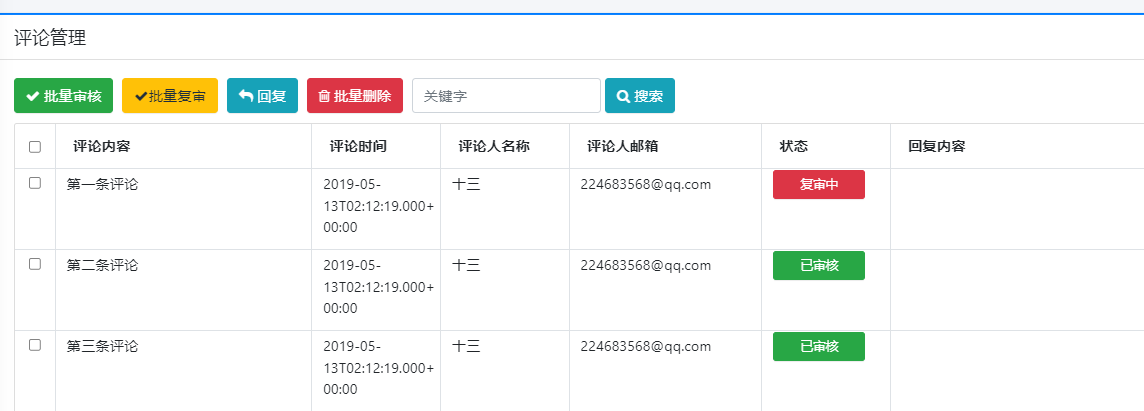 评论管理
批量审核 批量复审 回复 批量删除 关键字 搜索
评论内容 评论时间 评论人名称 评论人邮箱 状态 回复内容
第一条评论 2019-05- 十三 224683568@qq.com 复审中
13T02:12:19.000+
00:00
第二条评论 2019-05- 十三 224683568@qq.com 已审核
13T02:12:19.000+
00:00
第三条评论 2019-05- 十三 224683568@qq.com 已审核
13T02:12:19.000+
00:00